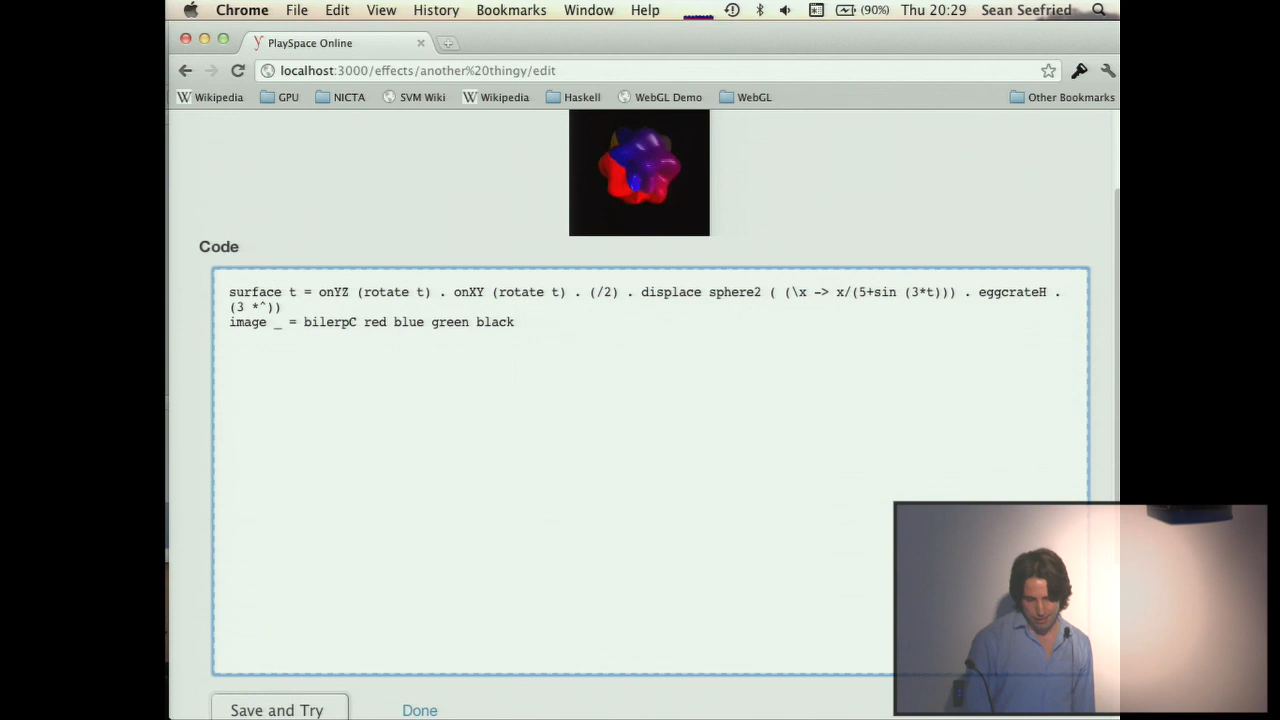 Chrome File Edit View History Bookmarks Window Help (90%) Thu 20:29 Sean Seefried
PlaySpace Online
localhost:3000/effects/another%20thingy/edit
Wikipedia GPU NICTA SVM Wiki Wikipedia Haskell WebGL Demo WebGL Other Bookmarks
Code
surface t = onYZ (rotate t) . onXY (rotate t) . (/2) . displace sphere2 ( (\x -> x/(5+sin (3*t))) . eggcrateH .
(3 *^))
image _ = bilerpC red blue green black
Save and Try Done